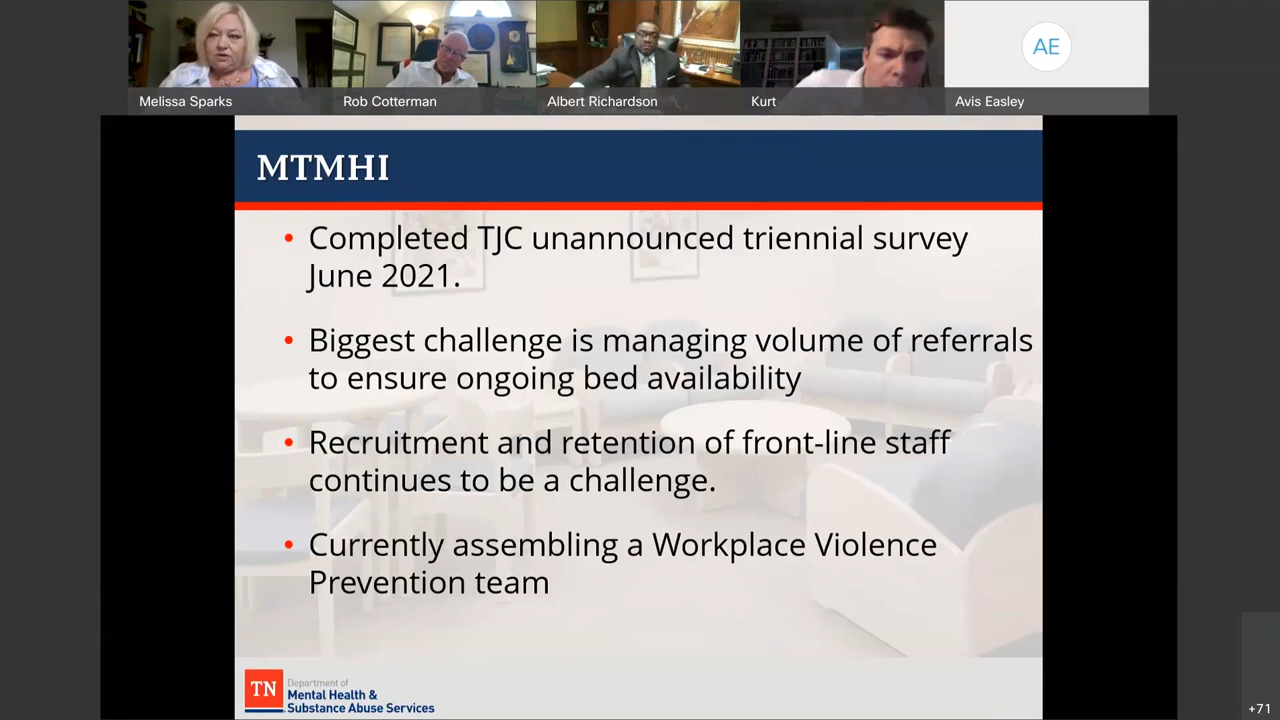 Melissa Sparks
Rob Cotterman
Albert Richardson
Kurt
AE
Avis Easley
MTMHI
• Completed TJC unannounced triennial survey
June 2021.
• Biggest challenge is managing volume of referrals
to ensure ongoing bed availability
• Recruitment and retention of front-line staff
continues to be a challenge.
• Currently assembling a Workplace Violence
Prevention team
TN
Department of
Mental Health &
Substance Abuse Services
+71